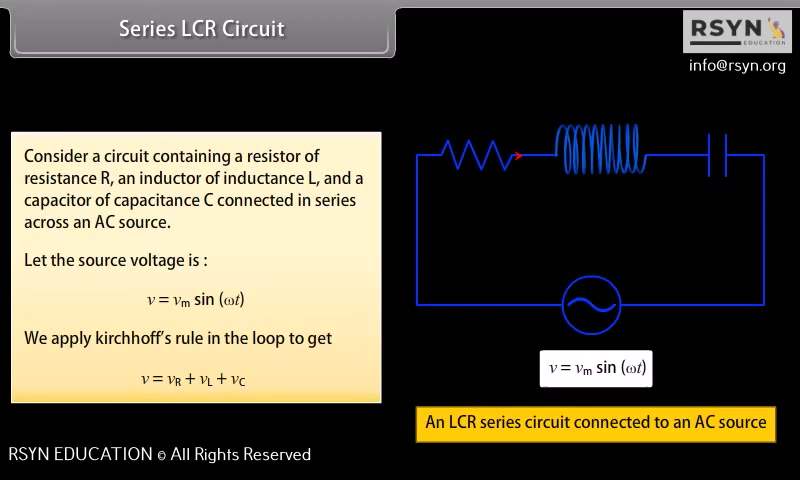 Series LCR Circuit
RSYN
EDUCATION
info@rsyn.org
Consider a circuit containing a resistor of
resistance R, an inductor of inductance L, and a
capacitor of capacitance C connected in series
across an AC source.
Let the source voltage is :
v = vₘ sin (ωt)
We apply kirchhoff's rule in the loop to get
v = v_R + v_L + v_C
v = vₘ sin (ωt)
An LCR series circuit connected to an AC source
RSYN EDUCATION © All Rights Reserved